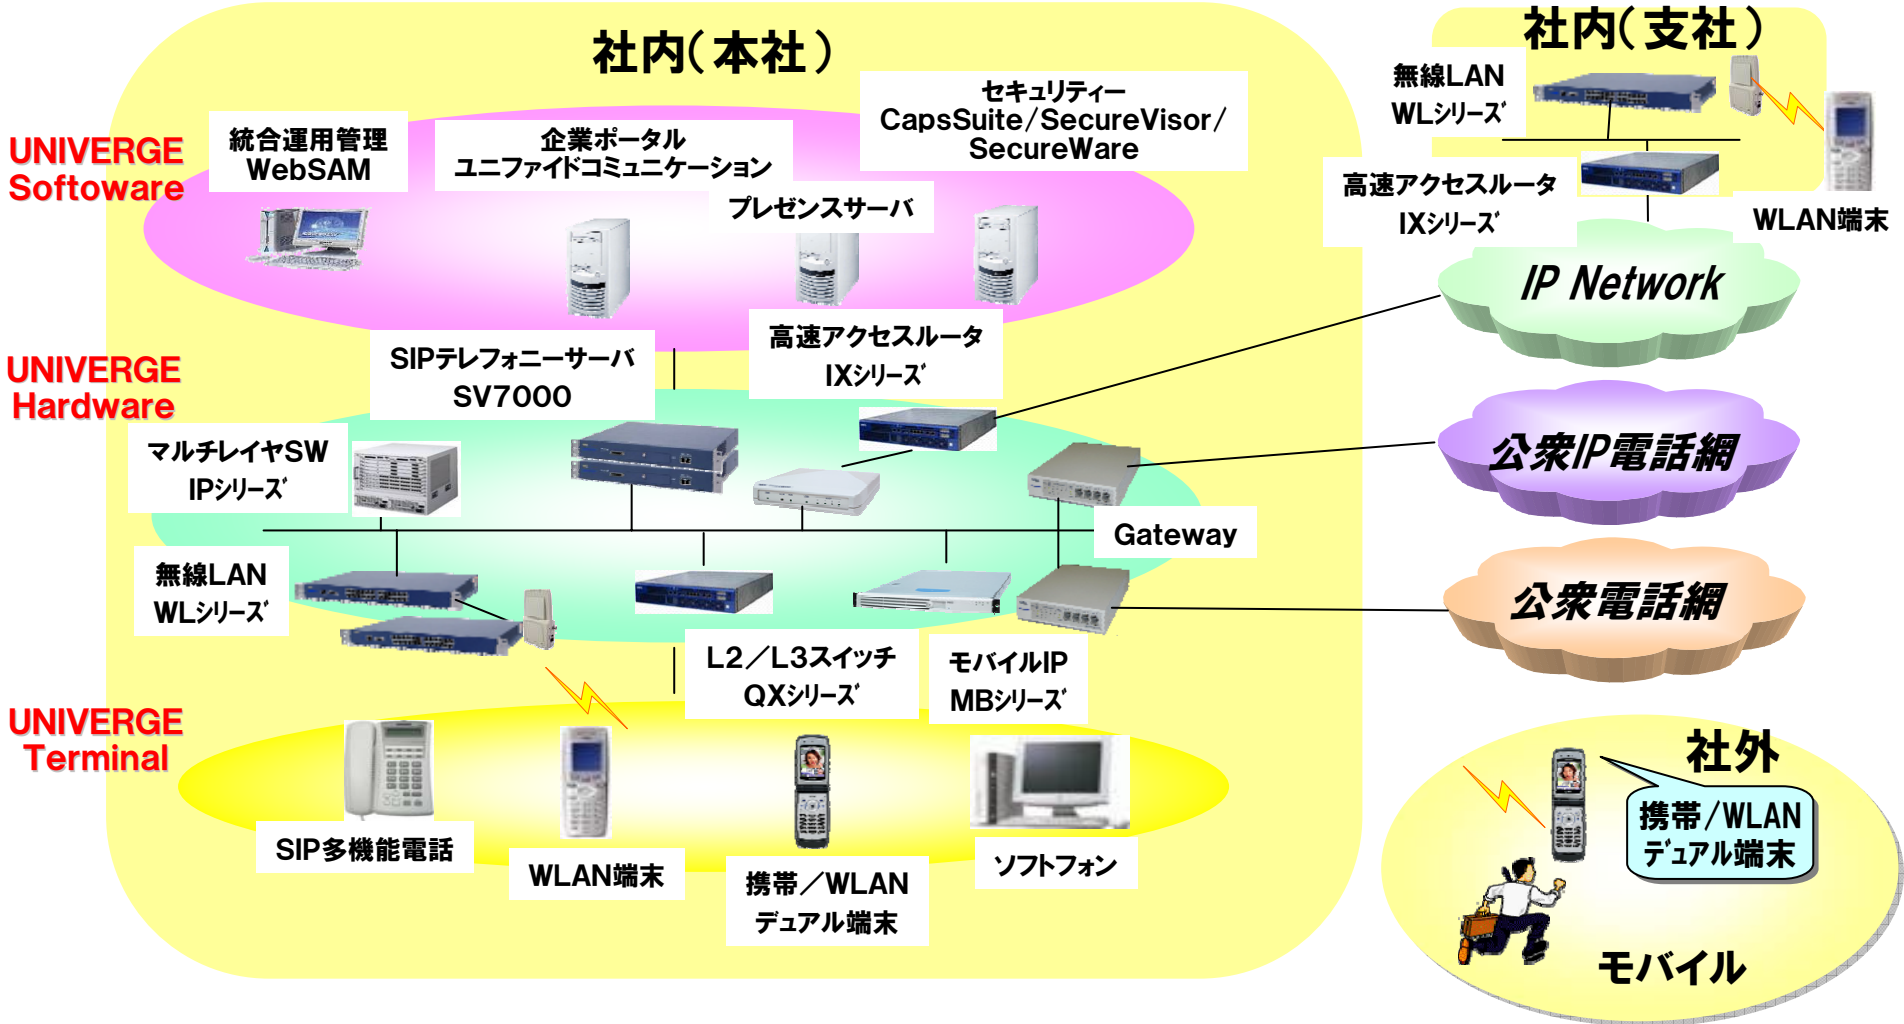 社内(本社)
社内(支社)
UNIVERGE
Softoware
統合運用管理
WebSAM
企業ポータル
ユニファイドコミュニケーション
セキュリティー
CapsSuite/SecureVisor/
SecureWare
プレゼンスサーバ
無線LAN
WLシリーズ
高速アクセスルータ
IXシリーズ
WLAN端末
IP Network
UNIVERGE
Hardware
SIPテレフォニーサーバ
SV7000
高速アクセスルータ
IXシリーズ
マルチレイヤSW
IPシリーズ
Gateway
公衆IP電話網
無線LAN
WLシリーズ
L2／L3スイッチ
QXシリーズ
モバイルIP
MBシリーズ
公衆電話網
UNIVERGE
Terminal
SIP多機能電話
WLAN端末
携帯／WLAN
デュアル端末
ソフトフォン
社外
携帯/WLAN
デュアル端末
モバイル